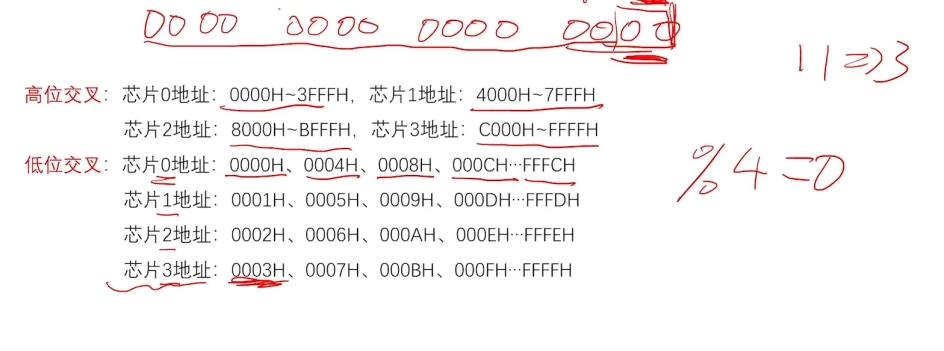 0000 0000 0000 0000
11=>3
高位交叉：芯片0地址：0000H~3FFFH，芯片1地址：4000H~7FFFH
芯片2地址：8000H~BFFFH，芯片3地址：C000H~FFFFH
低位交叉：芯片0地址：0000H、0004H、0008H、000CH…FFFCH
%4=0
芯片1地址：0001H、0005H、0009H、000DH…FFFDH
芯片2地址：0002H、0006H、000AH、000EH…FFFEH
芯片3地址：0003H、0007H、000BH、000FH…FFFFH